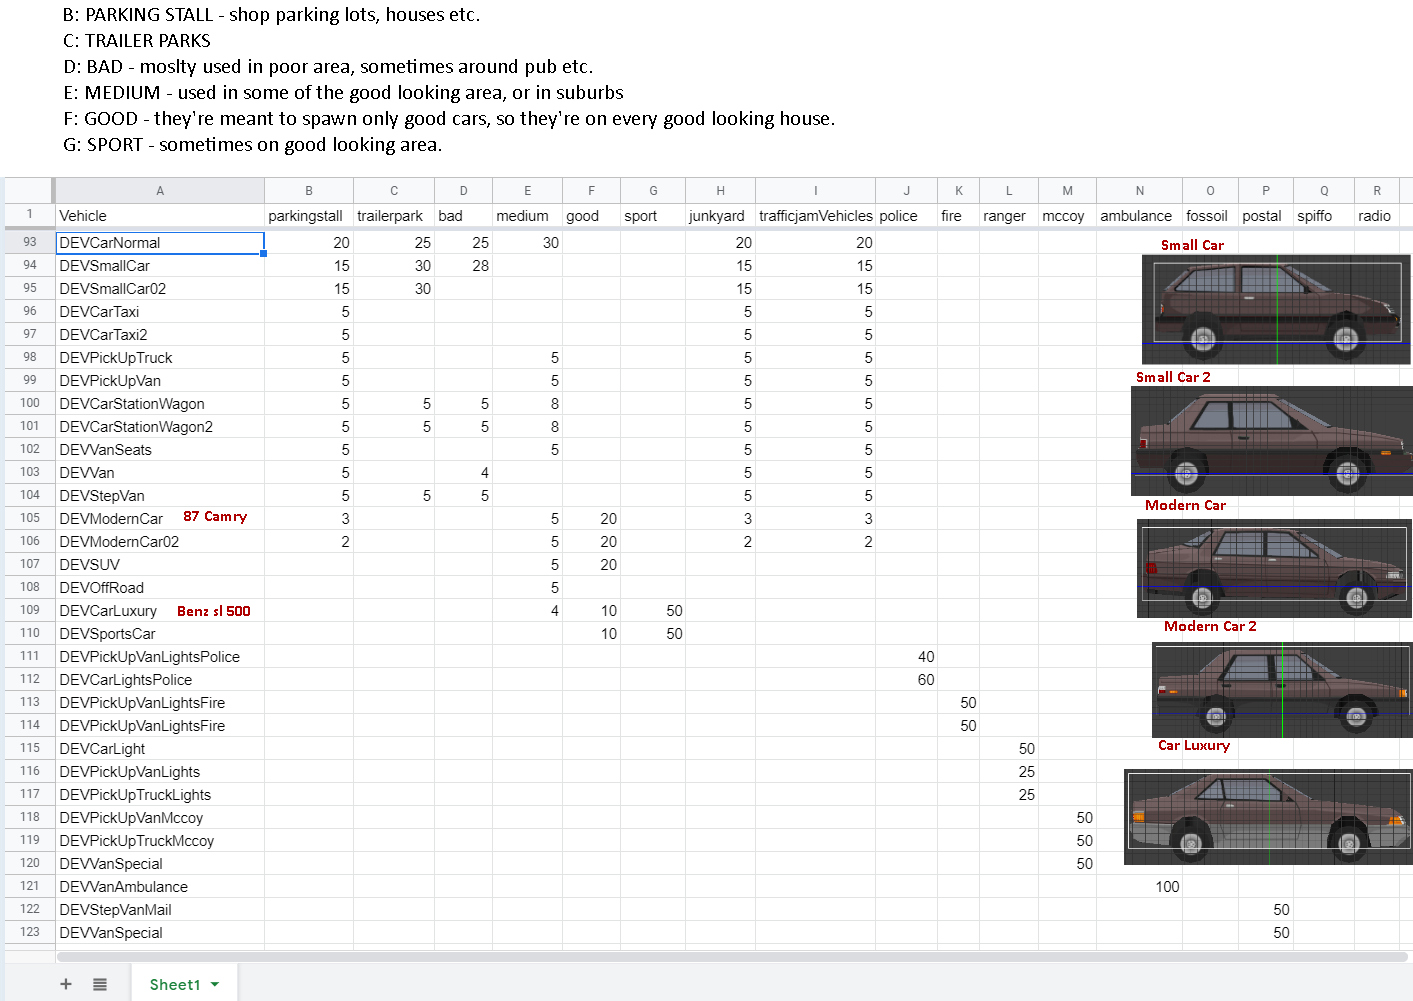 B: PARKING STALL - shop parking lots, houses etc.
C: TRAILER PARKS
D: BAD - moslty used in poor area, sometimes around pub etc.
E: MEDIUM - used in some of the good looking area, or in suburbs
F: GOOD - they're meant to spawn only good cars, so they're on every good looking house.
G: SPORT - sometimes on good looking area.
A B C D E F G H I J K L M N O P Q R
1 Vehicle parkingstall trailerpark bad medium good sport junkyard trafficjamVehicles police fire ranger mccoy ambulance fossoil postal spiffo radio
93 DEVCarNormal 20 25 25 30 20 20
Small Car
94 DEVSmallCar 15 30 28 15 15
95 DEVSmallCar02 15 30 15 15
96 DEVCarTaxi 5 5 5
97 DEVCarTaxi2 5 5 5
98 DEVPickUpTruck 5 5 5 5
Small Car 2
99 DEVPickUpVan 5 5 5 5
100 DEVCarStationWagon 5 5 5 8 5 5
101 DEVCarStationWagon2 5 5 5 8 5 5
102 DEVVanSeats 5 5 5 5
103 DEVVan 5 4 5 5
104 DEVStepVan 5 5 5 5 5
Modern Car
105 DEVModernCar 87 Camry 3 5 20 3 3
106 DEVModernCar02 2 5 20 2 2
107 DEVSUV 5 20
108 DEVOffRoad 5
109 DEVCarLuxury Benz sl 500 4 10 50
Modern Car 2
110 DEVSportsCar 10 50
111 DEVPickUpVanLightsPolice 40
112 DEVCarLightsPolice 60
113 DEVPickUpVanLightsFire 50
114 DEVPickUpVanLightsFire 50
Car Luxury
115 DEVCarLight 50
116 DEVPickUpVanLights 25
117 DEVPickUpTruckLights 25
118 DEVPickUpVanMccoy 50
119 DEVPickUpTruckMccoy 50
120 DEVVanSpecial 50
121 DEVVanAmbulance 100
122 DEVStepVanMail 50
123 DEVVanSpecial 50
Sheet1